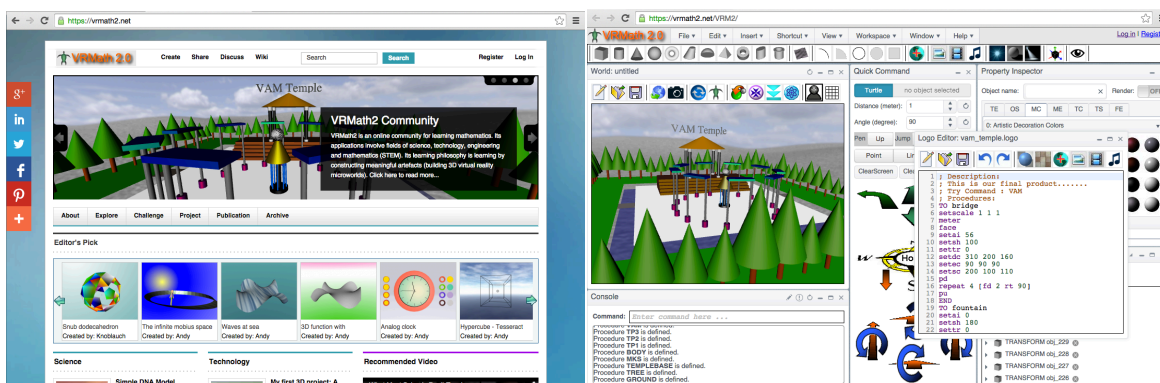 https://vrmath2.net
VRMath 2.0
Create Share Discuss Wiki
Search
Search
Register Log In
VAM Temple
VRMath2 Community
VRMath2 is an online community for learning mathematics. Its
applications involve fields of science, technology, engineering
and mathematics (STEM). Its learning philosophy is learning by
constructing meaningful artefacts (building 3D virtual reality
microworlds). Click here to read more...
About Explore Challenge Project Publication Archive
Editor's Pick
Snub dodecahedron
Created by: Knoblauch
The infinite mobius space
Created by: Andy
Waves at sea
Created by: Andy
3D function with
Created by: Andy
Analog clock
Created by: Andy
Hypercube - Tesseract
Created by: Andy
Science
Technology
Recommended Video
Simple DNA Model
My first 3D project: A
https://vrmath2.net/VRM2/
VRMath 2.0
File Edit Insert Shortcut View Workspace Window Help
Log in | Regist
World: untitled
VAM Temple
Console
Command: Enter command here ...
Procedure VAM is defined.
Procedure TP3 is defined.
Procedure TP2 is defined.
Procedure TP1 is defined.
Procedure BODY is defined.
Procedure MKS is defined.
Procedure TEMPLEBASE is defined.
Procedure TREE is defined.
Procedure GROUND is defined.
Quick Command
Turtle no object selected
Distance (meter): 1
Angle (degree): 90
Pen Up Jump
Point Lin
ClearScreen Cle
Property Inspector
Object name: Render: OFF
TE OS MC ME TC TS FE
0: Artistic Decoration Colors
Logo Editor: vam_temple.logo
1 ; Description:
2 ; This is our final product.......
3 ; Try Command : VAM
4 ; Procedures:
5 TO bridge
6 setscale 1 1 1
7 meter
8 face
9 setai 56
10 setsh 100
11 settr 0
12 setdc 310 200 160
13 setec 90 90 90
14 setsc 200 100 110
15 pd
16 repeat 4 [fd 2 rt 90]
17 pu
18 END
19 TO fountain
20 setai 0
21 setsh 180
22 settr 0
TRANSFORM obj_229
TRANSFORM obj_228
TRANSFORM obj_227
TRANSFORM obj_226